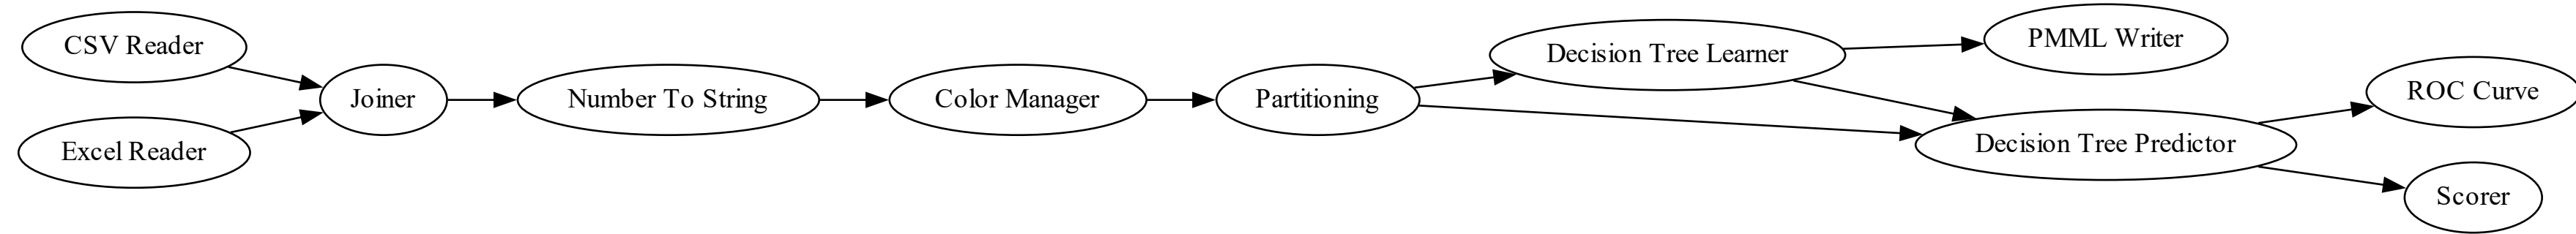 CSV Reader
Excel Reader
Joiner
Number To String
Color Manager
Partitioning
Decision Tree Learner
PMML Writer
Decision Tree Predictor
ROC Curve
Scorer